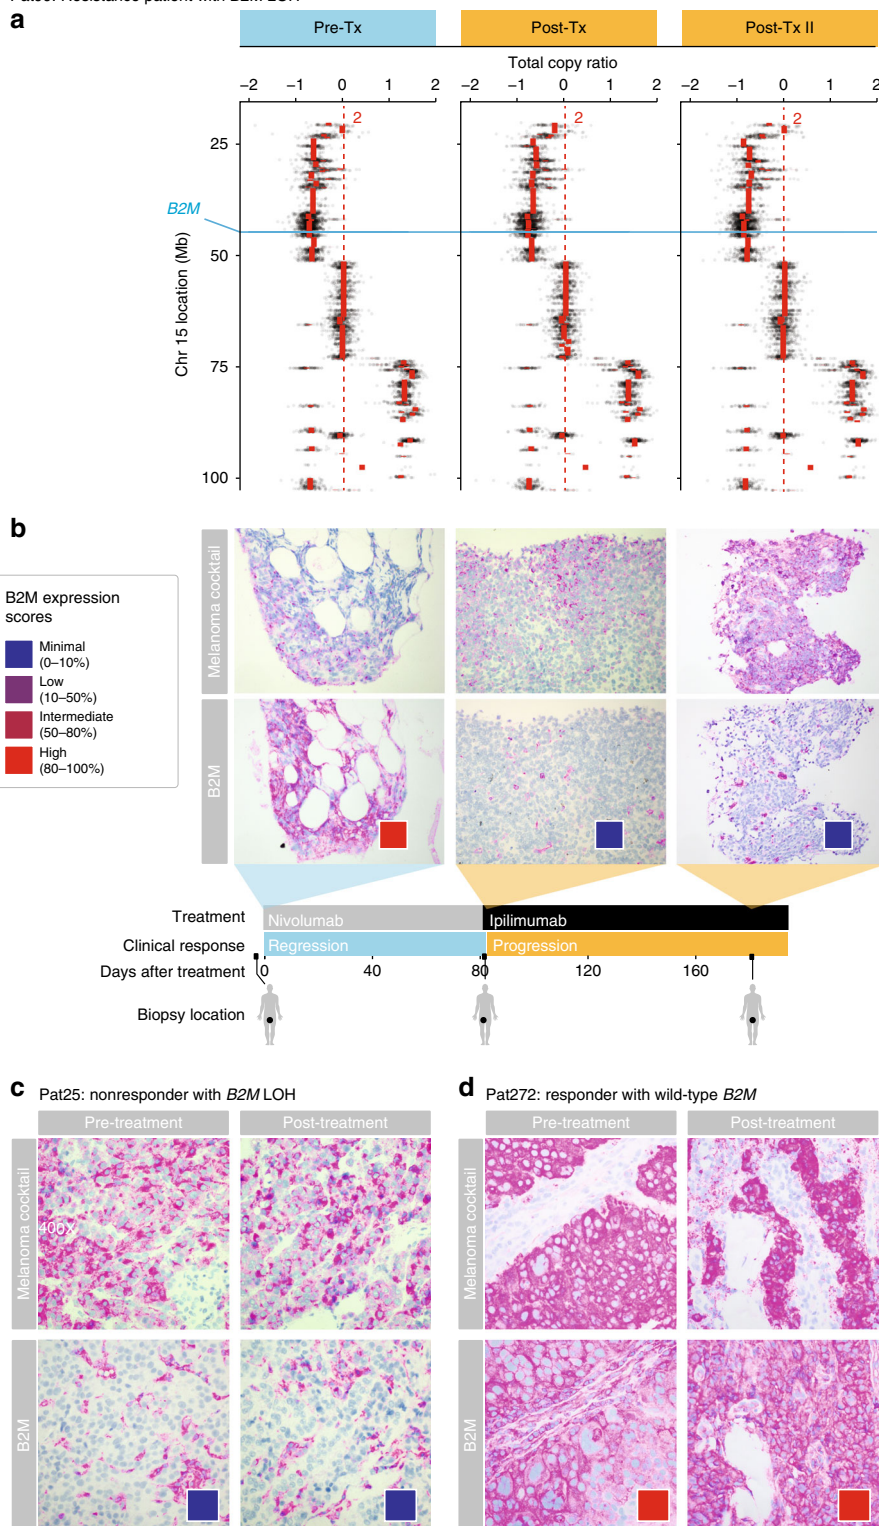 a
Pre-Tx
Post-Tx
Post-Tx II
Total copy ratio
−2 −1 0 1 2
−2 −1 0 1 2
−2 −1 0 1 2
2
2
2
25
B2M
50
75
100
Chr 15 location (Mb)
b
B2M expression
scores
Minimal
(0–10%)
Low
(10–50%)
Intermediate
(50–80%)
High
(80–100%)
Melanoma cocktail
B2M
Treatment
Nivolumab
Ipilimumab
Clinical response
Regression
Progression
Days after treatment
0 40 80 120 160
Biopsy location
c Pat25: nonresponder with B2M LOH
Pre-treatment
Post-treatment
Melanoma cocktail
400X
B2M
d Pat272: responder with wild-type B2M
Pre-treatment
Post-treatment
Melanoma cocktail
B2M